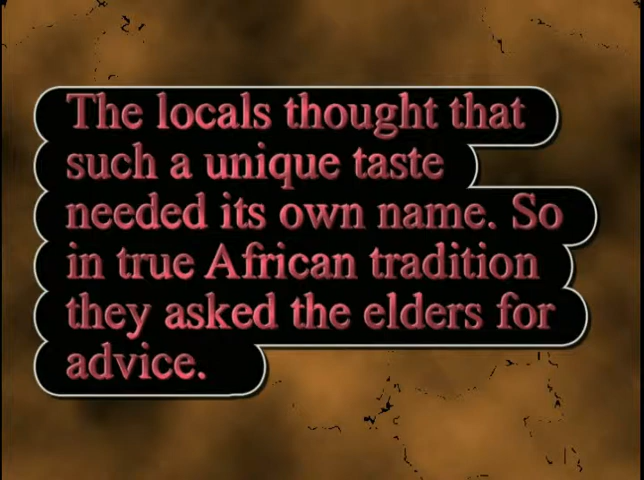 The locals thought that
such a unique taste
needed its own name. So
in true African tradition
they asked the elders for
advice.